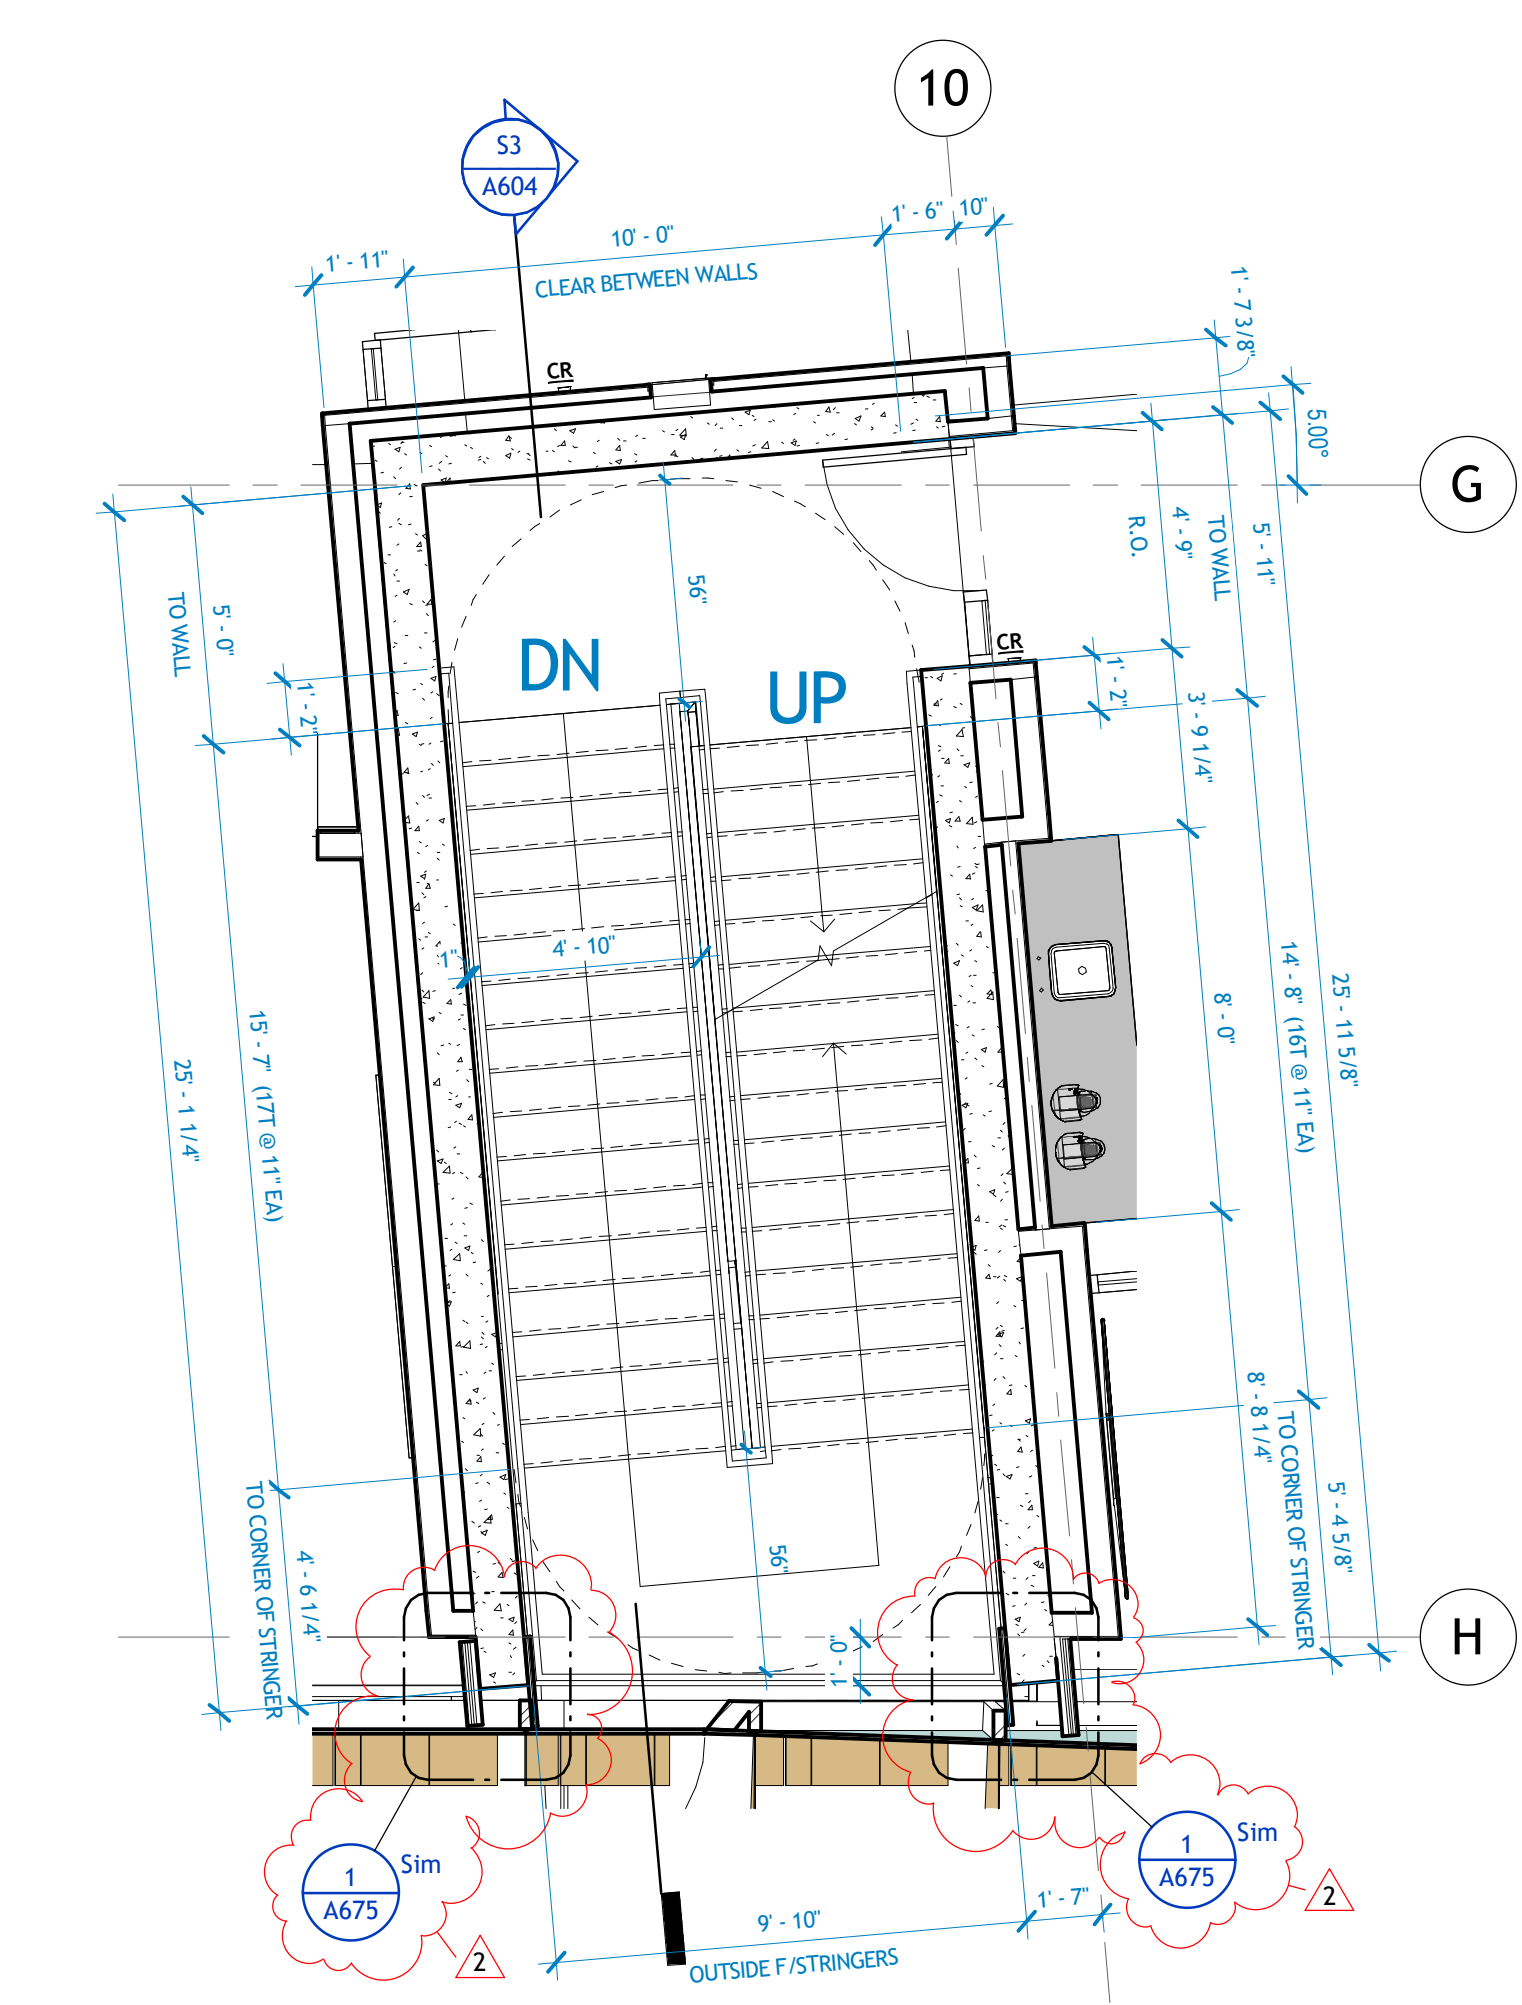 10
S3
A604
1' - 6"
10"
10' - 0"
1' - 11"
CLEAR BETWEEN WALLS
1' - 7 3/8"
CR
5.00°
G
R.O.
4' - 9"
TO WALL
5' - 11"
56"
TO WALL
5' - 0"
DN
UP
CR
1' - 2"
1' - 2"
3' - 9 1/4"
4' - 10"
1"
8' - 0"
14' - 8" (16T @ 11" EA)
25' - 11 5/8"
25' - 1 1/4"
15' - 7" (17T @ 11" EA)
8' - 8 1/4"
TO CORNER OF STRINGER
5' - 4 5/8"
TO CORNER OF STRINGER
4' - 6 1/4"
56"
1' - 0"
H
1
A675
Sim
2
1
A675
Sim
2
9' - 10"
1' - 7"
OUTSIDE F/STRINGERS